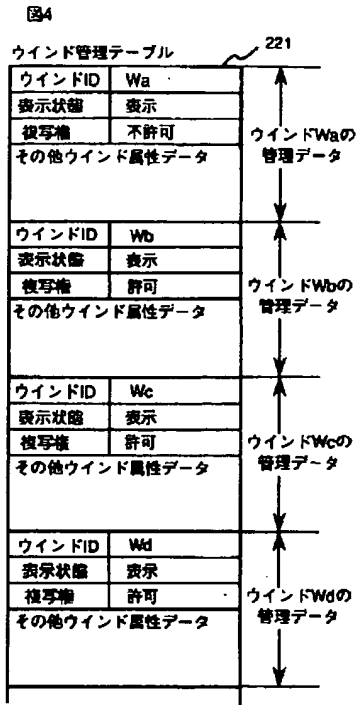 図4
ウインド管理テーブル
221
ウインドID Wa
表示状態 表示
複写権 不許可
その他ウインド属性データ
ウインドWaの
管理データ
ウインドID Wb
表示状態 表示
複写権 許可
その他ウインド属性データ
ウインドWbの
管理データ
ウインドID Wc
表示状態 表示
複写権 許可
その他ウインド属性データ
ウインドWcの
管理データ
ウインドID Wd
表示状態 表示
複写権 許可
その他ウインド属性データ
ウインドWdの
管理データ